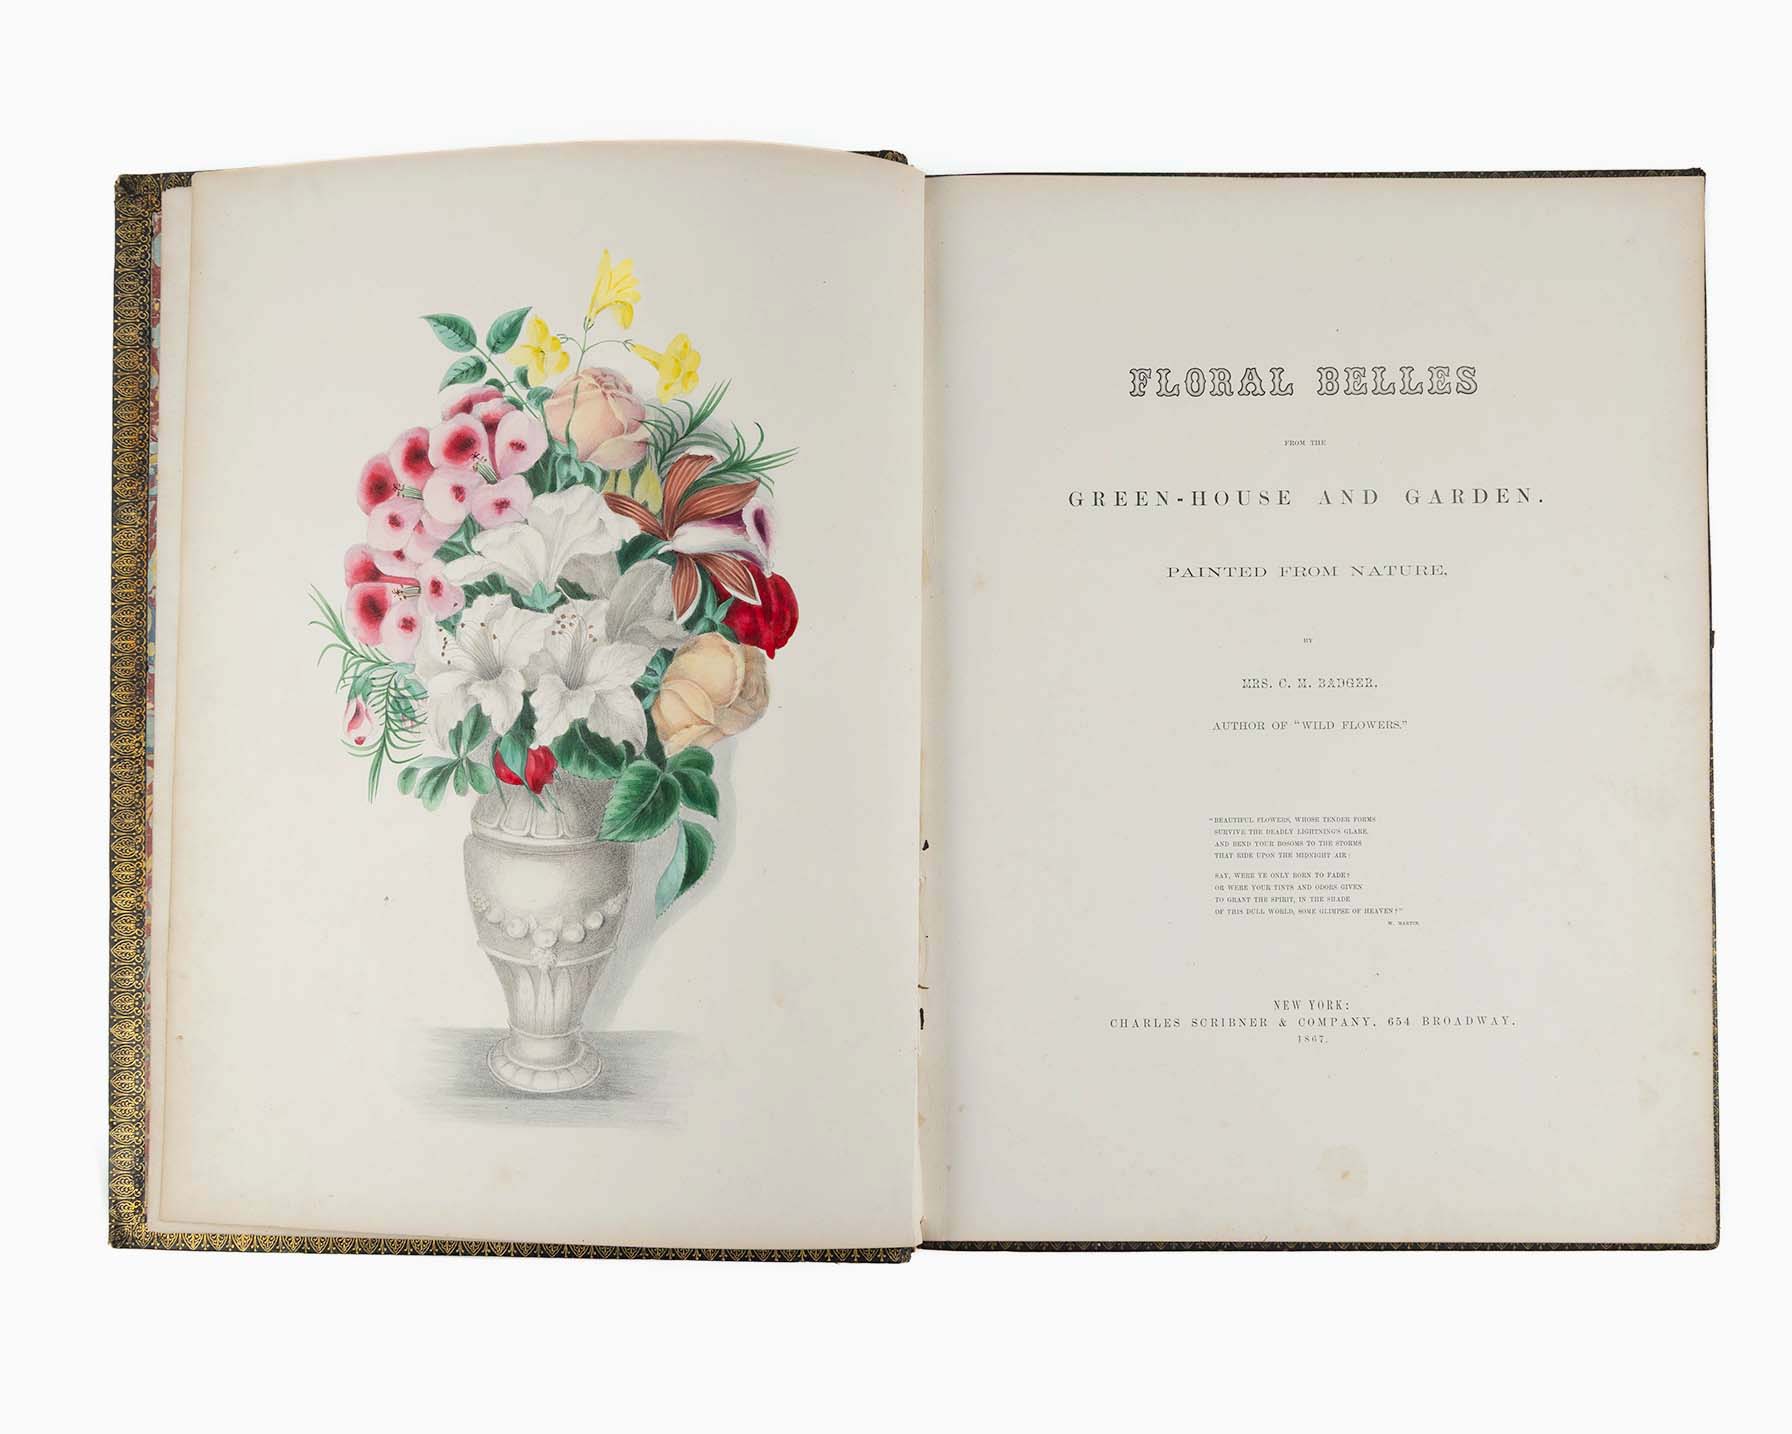 FLORAL BELLES
FROM THE
GREEN-HOUSE AND GARDEN.
PAINTED FROM NATURE,
BY
MRS. C. M. BADGER,
AUTHOR OF "WILD FLOWERS."
"BEAUTIFUL FLOWERS, WHOSE TENDER FORMS
SURVIVE THE DEADLY LIGHTNING'S GLARE,
AND BEND YOUR BOSOMS TO THE STORMS
THAT RIDE UPON THE MIDNIGHT AIR!
SAY, WERE YE ONLY BORN TO FADE?
OR WERE YOUR TINTS AND ODORS GIVEN
TO GRANT THE SPIRIT, IN THE SHADE
OF THIS DULL WORLD, SOME GLIMPSE OF HEAVEN?"
W. MARTIN.
NEW YORK:
CHARLES SCRIBNER & COMPANY, 654 BROADWAY.
1867.